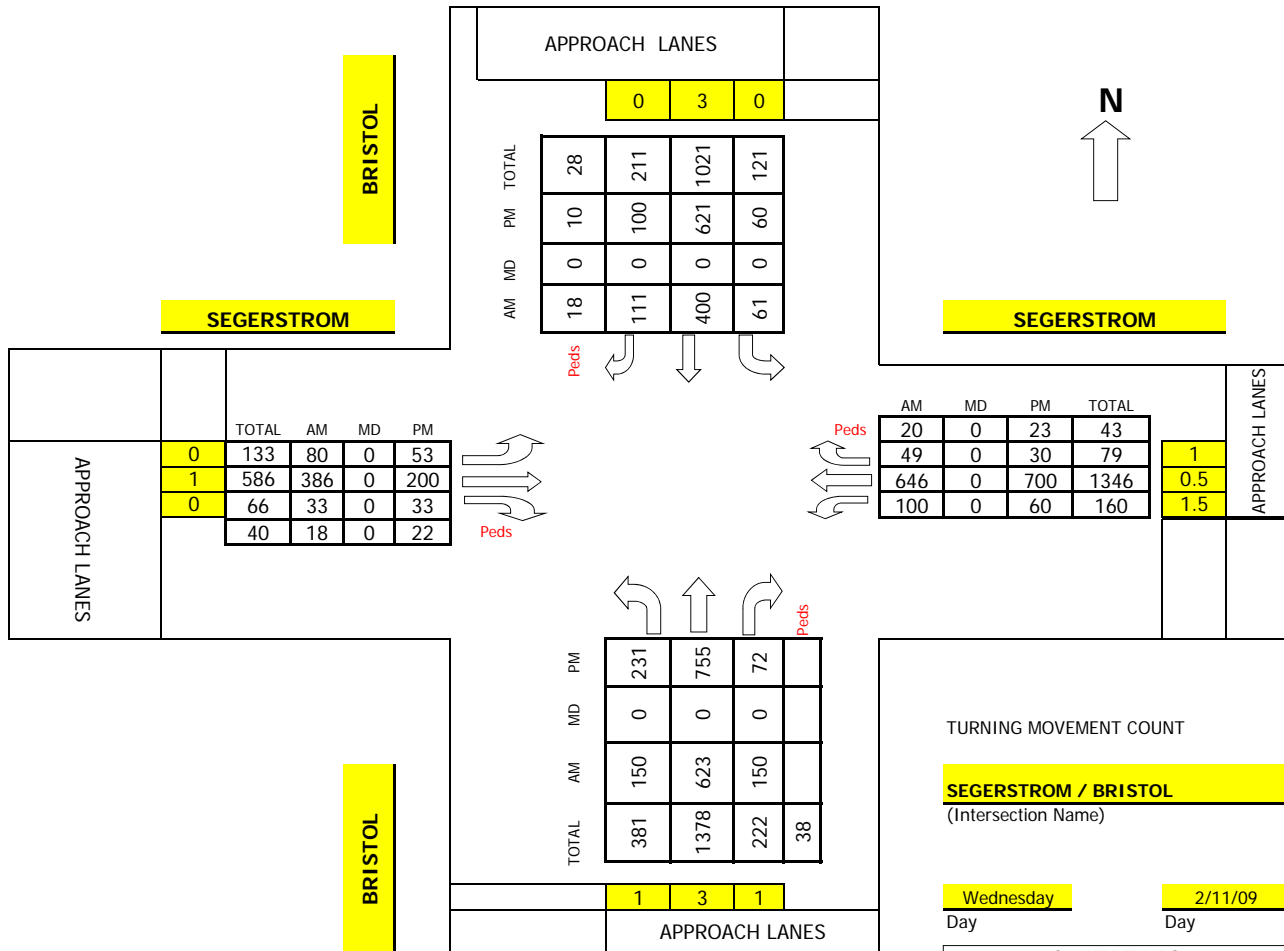 APPROACH LANES
0 3 0
N
BRISTOL
TOTAL 28 211 1021 121
PM 10 100 621 60
MD 0 0 0 0
AM 18 111 400 61
Peds
SEGERSTROM
SEGERSTROM
TOTAL AM MD PM
0 133 80 0 53
1 586 386 0 200
0 66 33 0 33
40 18 0 22
Peds
APPROACH LANES
AM MD PM TOTAL
Peds 20 0 23 43
49 0 30 79 1
646 0 700 1346 0.5
100 0 60 160 1.5
APPROACH LANES
Peds
PM 231 755 72
MD 0 0 0
AM 150 623 150
TOTAL 381 1378 222 38
1 3 1
APPROACH LANES
BRISTOL
TURNING MOVEMENT COUNT
SEGERSTROM / BRISTOL
(Intersection Name)
Wednesday 2/11/09
Day Day